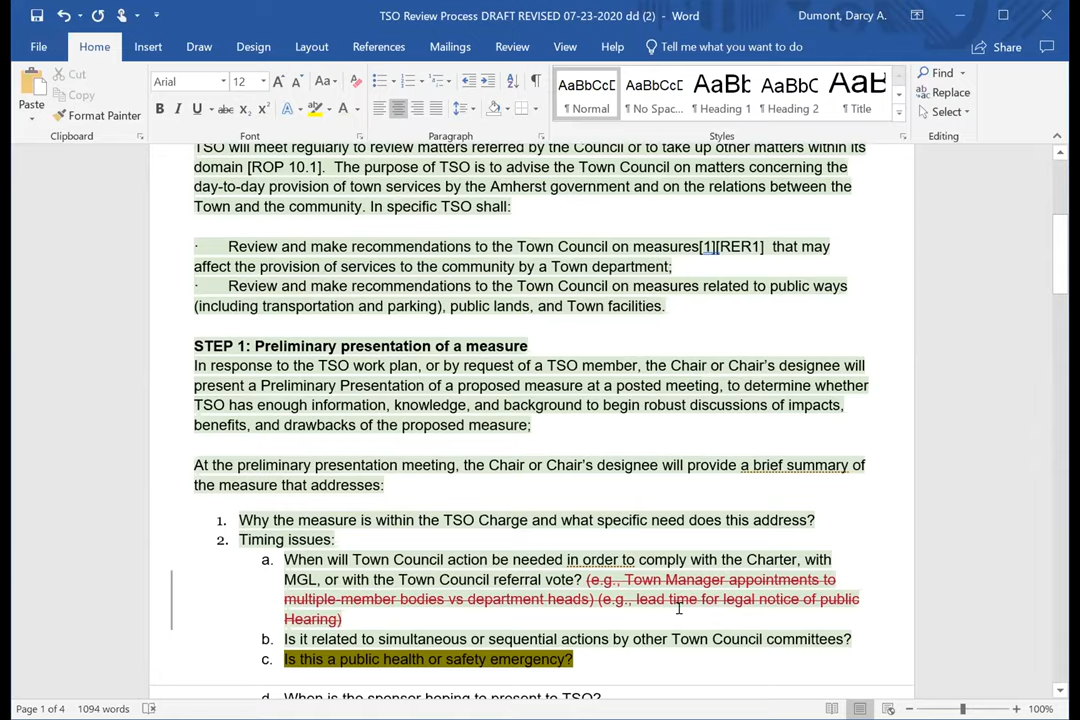 TSO Review Process DRAFT REVISED 07-23-2020 dd (2) - Word
Dumont, Darcy A.
File Home Insert Draw Design Layout References Mailings Review View Help Tell me what you want to do Share
Paste
Cut
Copy
Format Painter
Clipboard
Arial 12
Font
Paragraph
AaBbCcD AaBbCcD AaBbC AaBbCcD AaBb
¶ Normal ¶ No Spac... ¶ Heading 1 ¶ Heading 2 ¶ Title
Styles
Find
Replace
Select
Editing
TSO will meet regularly to review matters referred by the Council or to take up other matters within its
domain [ROP 10.1]. The purpose of TSO is to advise the Town Council on matters concerning the
day-to-day provision of town services by the Amherst government and on the relations between the
Town and the community. In specific TSO shall:
· Review and make recommendations to the Town Council on measures[1][RER1] that may
affect the provision of services to the community by a Town department;
· Review and make recommendations to the Town Council on measures related to public ways
(including transportation and parking), public lands, and Town facilities.
STEP 1: Preliminary presentation of a measure
In response to the TSO work plan, or by request of a TSO member, the Chair or Chair's designee will
present a Preliminary Presentation of a proposed measure at a posted meeting, to determine whether
TSO has enough information, knowledge, and background to begin robust discussions of impacts,
benefits, and drawbacks of the proposed measure;
At the preliminary presentation meeting, the Chair or Chair's designee will provide a brief summary of
the measure that addresses:
1. Why the measure is within the TSO Charge and what specific need does this address?
2. Timing issues:
a. When will Town Council action be needed in order to comply with the Charter, with
MGL, or with the Town Council referral vote? (e.g., Town Manager appointments to
multiple-member bodies vs department heads) (e.g., lead time for legal notice of public
Hearing)
b. Is it related to simultaneous or sequential actions by other Town Council committees?
c. Is this a public health or safety emergency?
d. When is the sponsor hoping to present to TSO?
Page 1 of 4 1094 words 100%